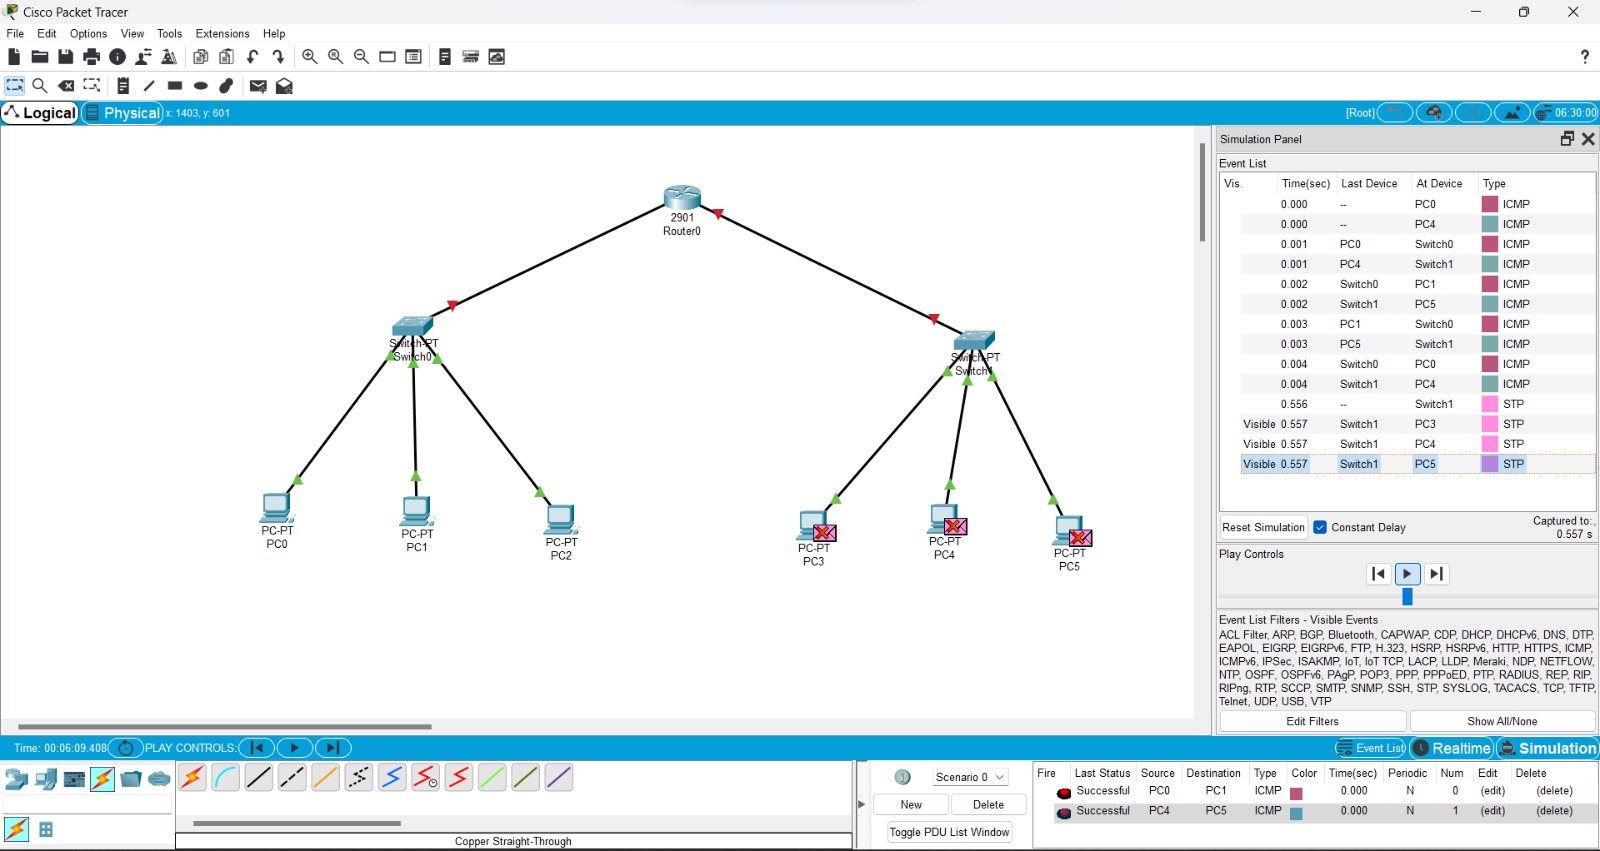 Cisco Packet Tracer
File Edit Options View Tools Extensions Help
?
Logical Physical x: 1403, y: 601 [Root] 06:30:00
2901
Router0
Switch-PT
Switch0
Switch-PT
Switch1
PC-PT
PC0
PC-PT
PC1
PC-PT
PC2
PC-PT
PC3
PC-PT
PC4
PC-PT
PC5
Simulation Panel
Event List
Vis. Time(sec) Last Device At Device Type
0.000 -- PC0 ICMP
0.000 -- PC4 ICMP
0.001 PC0 Switch0 ICMP
0.001 PC4 Switch1 ICMP
0.002 Switch0 PC1 ICMP
0.002 Switch1 PC5 ICMP
0.003 PC1 Switch0 ICMP
0.003 PC5 Switch1 ICMP
0.004 Switch0 PC0 ICMP
0.004 Switch1 PC4 ICMP
0.556 -- Switch1 STP
Visible 0.557 Switch1 PC3 STP
Visible 0.557 Switch1 PC4 STP
Visible 0.557 Switch1 PC5 STP
Reset Simulation Constant Delay Captured to:
0.557 s
Play Controls
Event List Filters - Visible Events
ACL Filter, ARP, BGP, Bluetooth, CAPWAP, CDP, DHCP, DHCPv6, DNS, DTP,
EAPOL, EIGRP, EIGRPv6, FTP, H.323, HSRP, HSRPv6, HTTP, HTTPS, ICMP,
ICMPv6, IPSec, ISAKMP, IoT, IoT TCP, LACP, LLDP, Meraki, NDP, NETFLOW,
NTP, OSPF, OSPFv6, PAgP, POP3, PPP, PPPoED, PTP, RADIUS, REP, RIP,
RIPng, RTP, SCCP, SMTP, SNMP, SSH, STP, SYSLOG, TACACS, TCP, TFTP,
Telnet, UDP, USB, VTP
Edit Filters Show All/None
Time: 00:06:09.408 PLAY CONTROLS: Event List Realtime Simulation
Copper Straight-Through
Scenario 0
New Delete
Toggle PDU List Window
Fire Last Status Source Destination Type Color Time(sec) Periodic Num Edit Delete
Successful PC0 PC1 ICMP 0.000 N 0 (edit) (delete)
Successful PC4 PC5 ICMP 0.000 N 1 (edit) (delete)